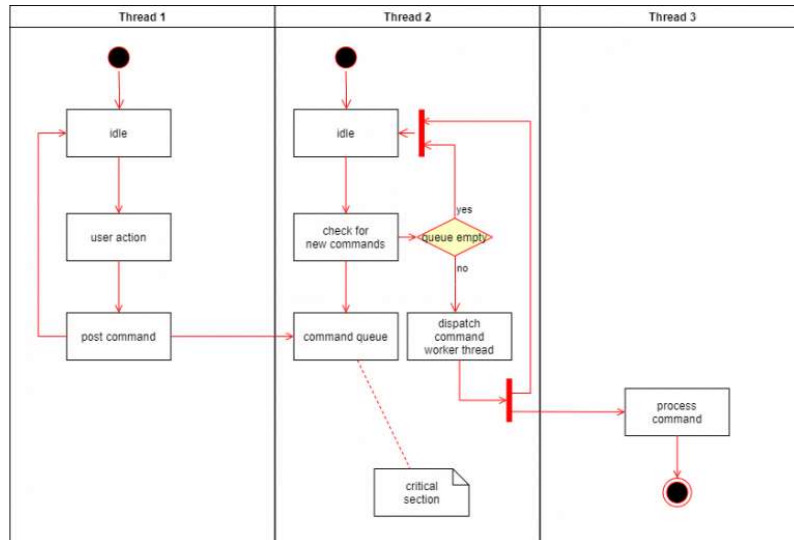 Thread 1
Thread 2
Thread 3
idle
user action
post command
idle
yes
check for
new commands
queue empty
no
command queue
dispatch
command
worker thread
critical
section
process
command